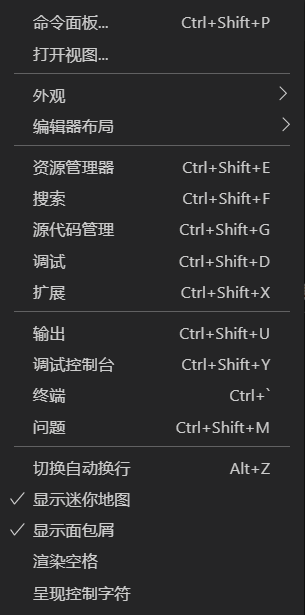 命令面板... Ctrl+Shift+P
打开视图...
外观
编辑器布局
资源管理器 Ctrl+Shift+E
搜索 Ctrl+Shift+F
源代码管理 Ctrl+Shift+G
调试 Ctrl+Shift+D
扩展 Ctrl+Shift+X
输出 Ctrl+Shift+U
调试控制台 Ctrl+Shift+Y
终端 Ctrl+`
问题 Ctrl+Shift+M
切换自动换行 Alt+Z
显示迷你地图
显示面包屑
渲染空格
呈现控制字符